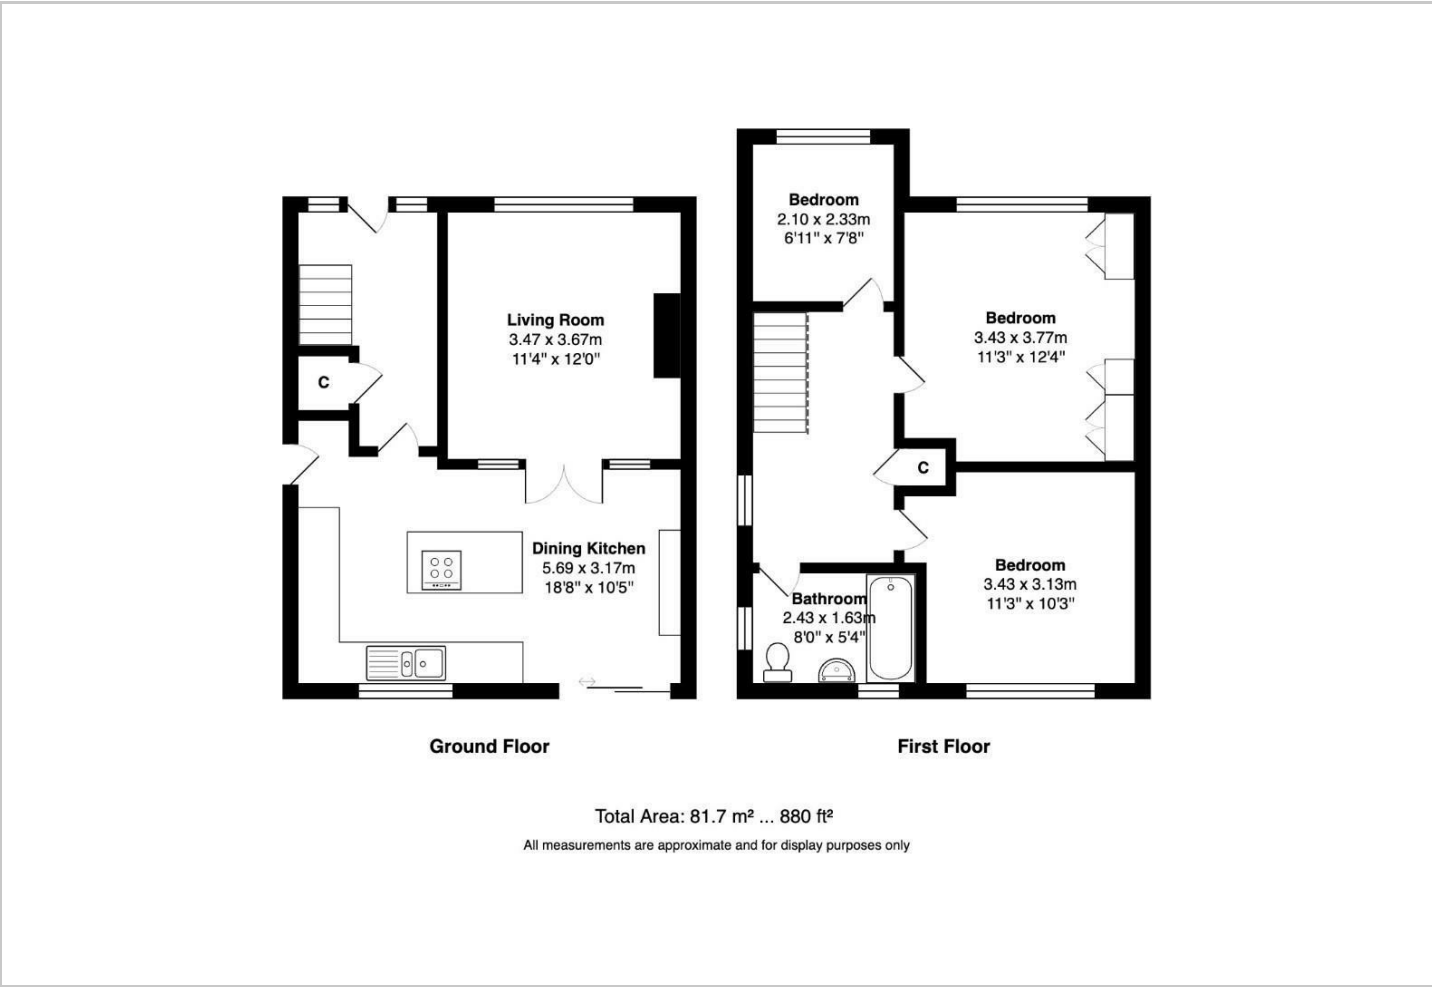 Bedroom
2.10 x 2.33m
6'11" x 7'8"
Living Room
3.47 x 3.67m
11'4" x 12'0"
Bedroom
3.43 x 3.77m
11'3" x 12'4"
C
C
Dining Kitchen
5.69 x 3.17m
18'8" x 10'5"
Bedroom
3.43 x 3.13m
11'3" x 10'3"
Bathroom
2.43 x 1.63m
8'0" x 5'4"
Ground Floor
First Floor
Total Area: 81.7 m² ... 880 ft²
All measurements are approximate and for display purposes only